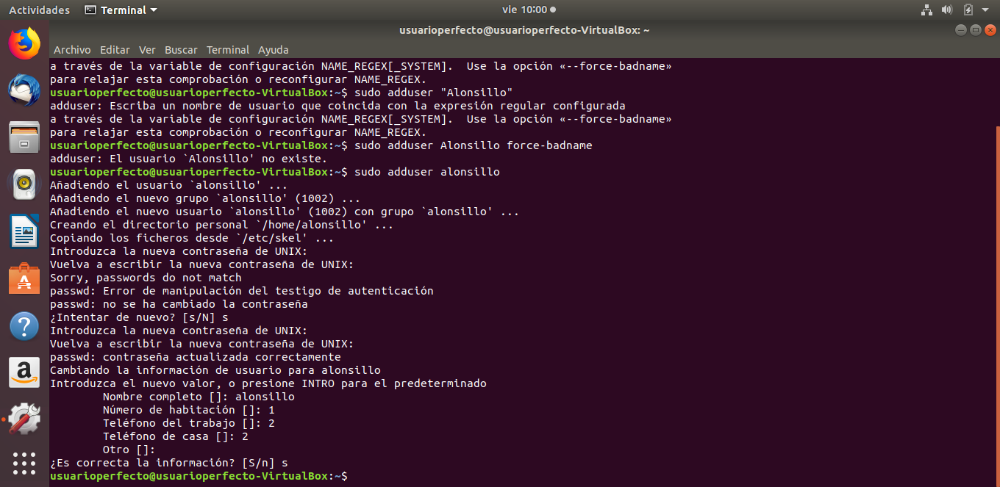 Actividades Terminal vie 10:00
usuarioperfecto@usuarioperfecto-VirtualBox: ~
Archivo Editar Ver Buscar Terminal Ayuda
a través de la variable de configuración NAME_REGEX[_SYSTEM].  Use la opción «--force-badname»
para relajar esta comprobación o reconfigurar NAME_REGEX.
usuarioperfecto@usuarioperfecto-VirtualBox:~$ sudo adduser "Alonsillo"
adduser: Escriba un nombre de usuario que coincida con la expresión regular configurada
a través de la variable de configuración NAME_REGEX[_SYSTEM].  Use la opción «--force-badname»
para relajar esta comprobación o reconfigurar NAME_REGEX.
usuarioperfecto@usuarioperfecto-VirtualBox:~$ sudo adduser Alonsillo force-badname
adduser: El usuario `Alonsillo' no existe.
usuarioperfecto@usuarioperfecto-VirtualBox:~$ sudo adduser alonsillo
Añadiendo el usuario `alonsillo' ...
Añadiendo el nuevo grupo `alonsillo' (1002) ...
Añadiendo el nuevo usuario `alonsillo' (1002) con grupo `alonsillo' ...
Creando el directorio personal `/home/alonsillo' ...
Copiando los ficheros desde `/etc/skel' ...
Introduzca la nueva contraseña de UNIX:
Vuelva a escribir la nueva contraseña de UNIX:
Sorry, passwords do not match
passwd: Error de manipulación del testigo de autenticación
passwd: no se ha cambiado la contraseña
¿Intentar de nuevo? [s/N] s
Introduzca la nueva contraseña de UNIX:
Vuelva a escribir la nueva contraseña de UNIX:
passwd: contraseña actualizada correctamente
Cambiando la información de usuario para alonsillo
Introduzca el nuevo valor, o presione INTRO para el predeterminado
        Nombre completo []: alonsillo
        Número de habitación []: 1
        Teléfono del trabajo []: 2
        Teléfono de casa []: 2
        Otro []:
¿Es correcta la información? [S/n] s
usuarioperfecto@usuarioperfecto-VirtualBox:~$